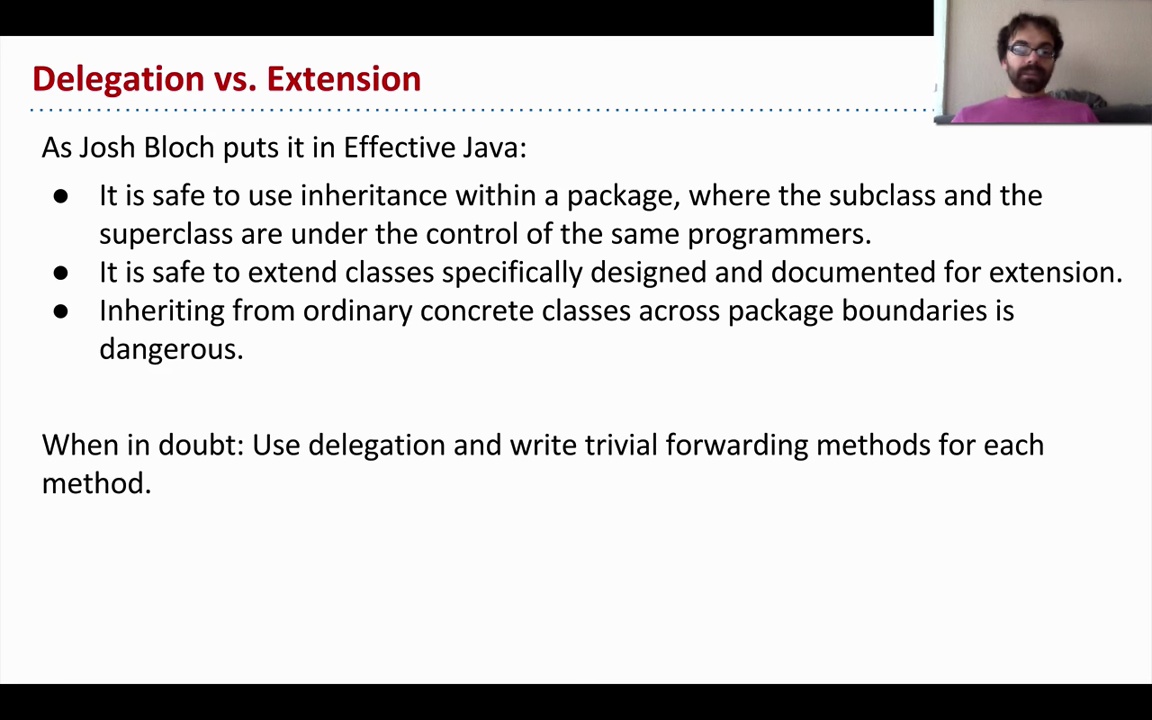 Delegation vs. Extension
As Josh Bloch puts it in Effective Java:
● It is safe to use inheritance within a package, where the subclass and the
superclass are under the control of the same programmers.
● It is safe to extend classes specifically designed and documented for extension.
● Inheriting from ordinary concrete classes across package boundaries is
dangerous.
When in doubt: Use delegation and write trivial forwarding methods for each
method.